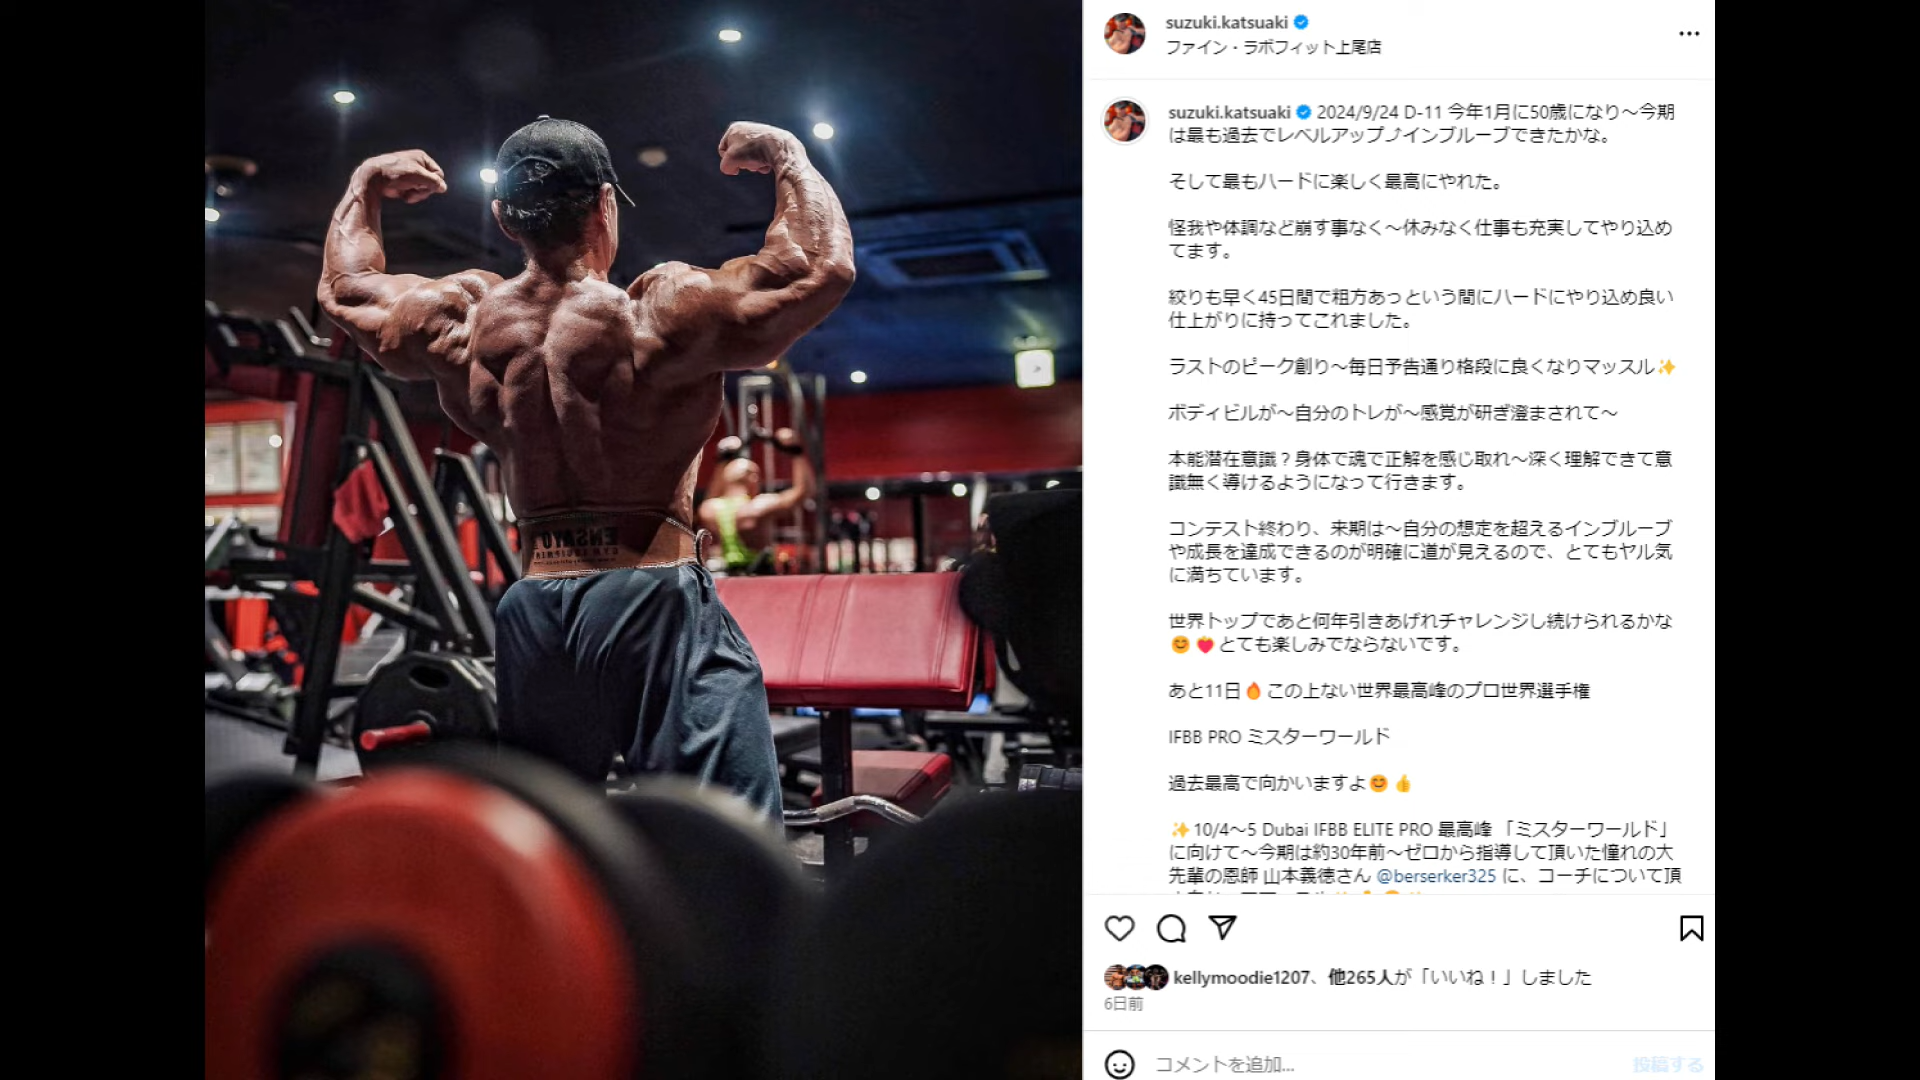 suzuki.katsuaki
ファイン・ラボフィット上尾店
suzuki.katsuaki 2024/9/24 D-11 今年1月に50歳になり〜今期
は最も過去でレベルアップ⤴インブルーブできたかな。
そして最もハードに楽しく最高にやれた。
怪我や体調など崩す事なく〜休みなく仕事も充実してやり込め
てます。
絞りも早く45日間で粗方あっという間にハードにやり込め良い
仕上がりに持ってこれました。
ラストのピーク創り〜毎日予告通り格段に良くなりマッスル✨
ボディビルが〜自分のトレが〜感覚が研ぎ澄まされて〜
本能潜在意識？身体で魂で正解を感じ取れ〜深く理解できて意
識無く導けるようになって行きます。
コンテスト終わり、来期は〜自分の想定を超えるインブルーブ
や成長を達成できるのが明確に道が見えるので、とてもヤル気
に満ちています。
世界トップであと何年引きあげれチャレンジし続けられるかな
😊❤️とても楽しみでならないです。
あと11日🔥この上ない世界最高峰のプロ世界選手権
IFBB PRO ミスターワールド
過去最高で向かいますよ😊👍
✨10/4〜5 Dubai IFBB ELITE PRO 最高峰 「ミスターワールド」
に向けて〜今期は約30年前〜ゼロから指導して頂いた憧れの大
先輩の恩師 山本義徳さん @berserker325 に、コーチについて頂
kellymoodie1207、他265人が「いいね！」しました
6日前
コメントを追加...
投稿する
ENSAYU